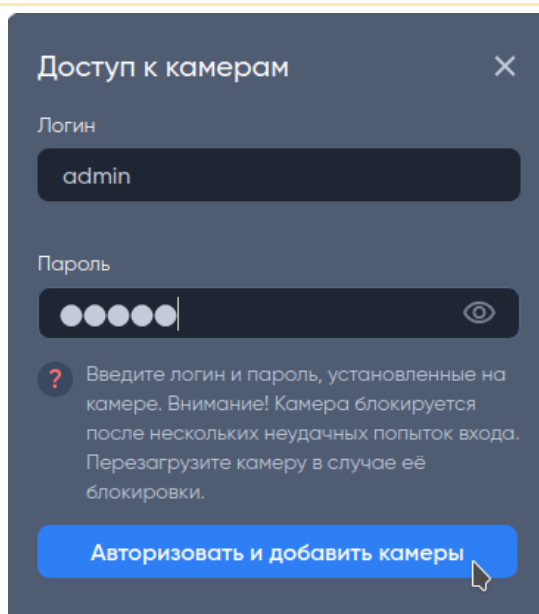 Доступ к камерам
Логин
admin
Пароль
●●●●●
? Введите логин и пароль, установленные на
камере. Внимание! Камера блокируется
после нескольких неудачных попыток входа.
Перезагрузите камеру в случае её
блокировки.
Авторизовать и добавить камеры